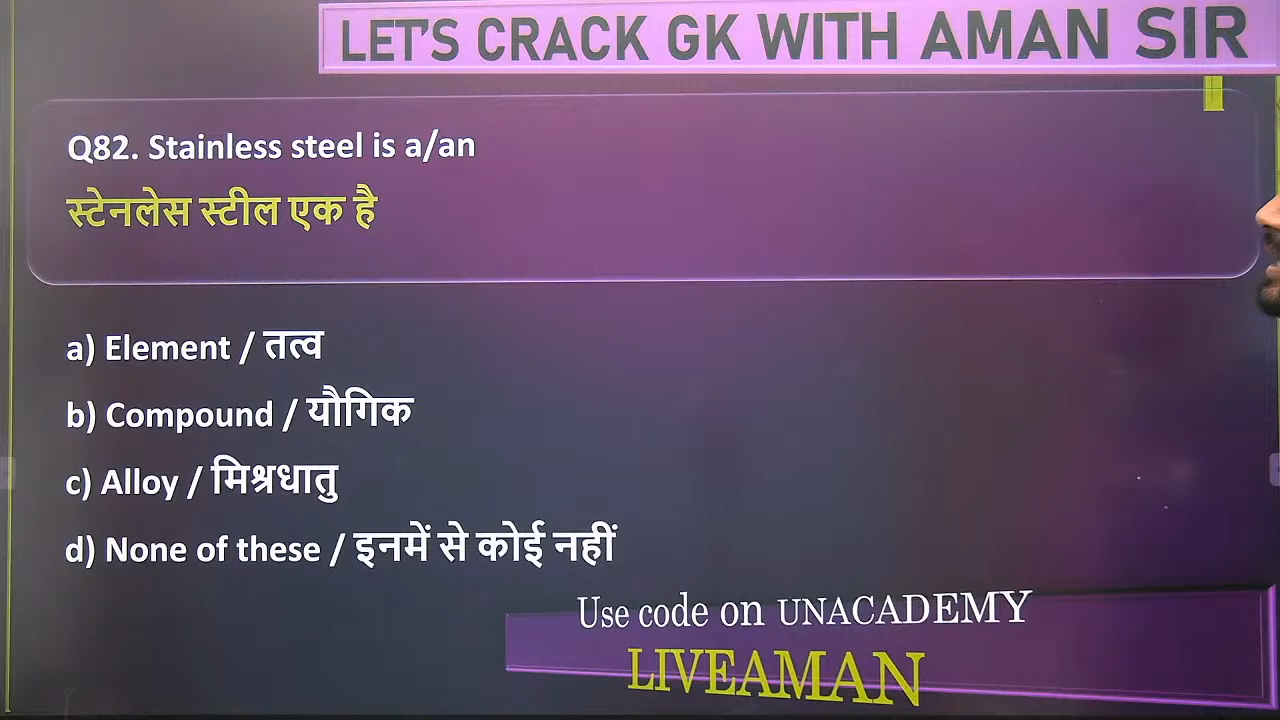 LET'S CRACK GK WITH AMAN SIR
Q82. Stainless steel is a/an
स्टेनलेस स्टील एक है
a) Element / तत्व
b) Compound / यौगिक
c) Alloy / मिश्रधातु
d) None of these / इनमें से कोई नहीं
Use code on UNACADEMY
LIVEAMAN